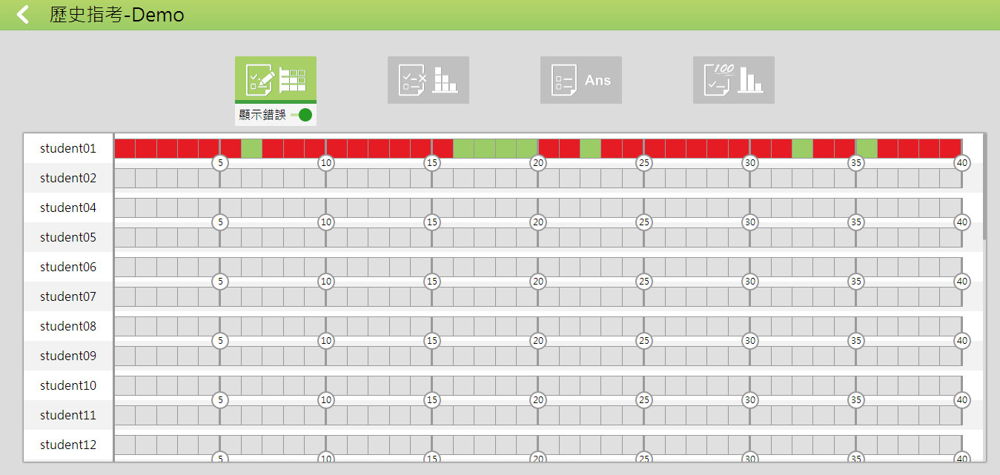 歷史指考-Demo
Ans
100
顯示錯誤
student01
5 10 15 20 25 30 35 40
student02
student04
5 10 15 20 25 30 35 40
student05
student06
5 10 15 20 25 30 35 40
student07
student08
5 10 15 20 25 30 35 40
student09
student10
5 10 15 20 25 30 35 40
student11
student12
5 10 15 20 25 30 35 40